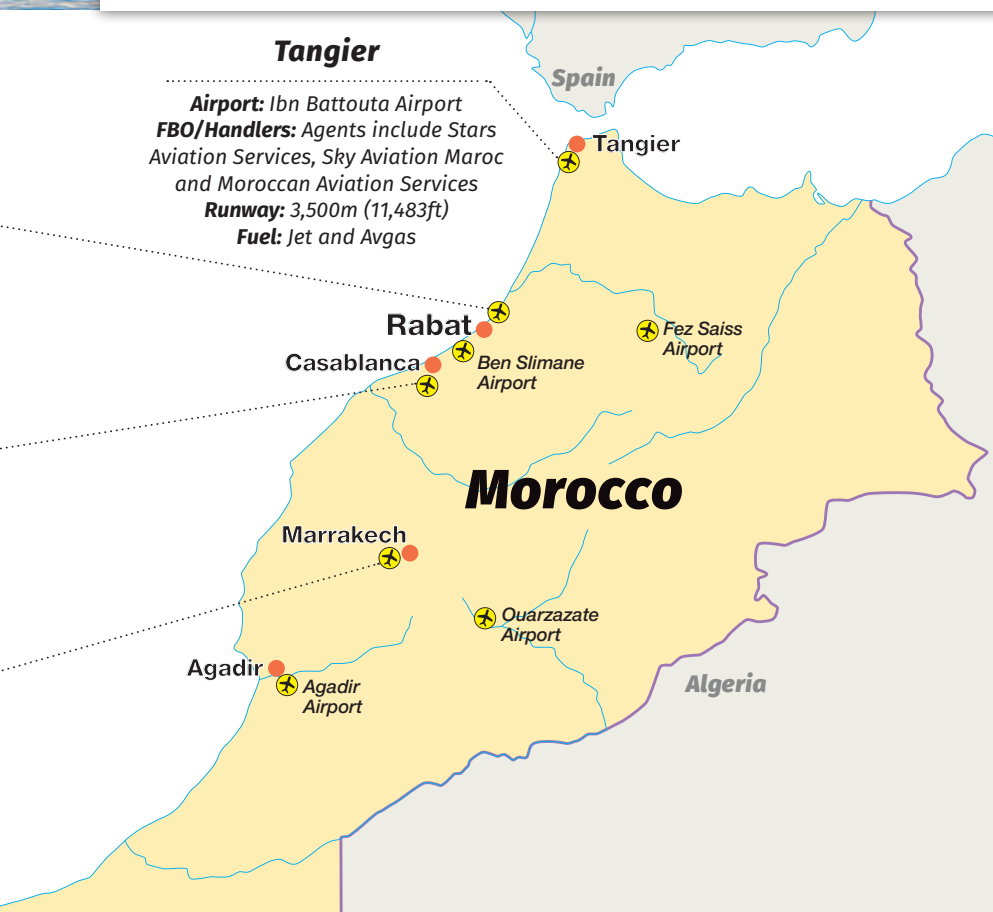 Tangier
Airport: Ibn Battouta Airport
FBO/Handlers: Agents include Stars
Aviation Services, Sky Aviation Maroc
and Moroccan Aviation Services
Runway: 3,500m (11,483ft)
Fuel: Jet and Avgas
Spain
Tangier
Rabat
Fez Saiss
Airport
Casablanca
Ben Slimane
Airport
Morocco
Marrakech
Ouarzazate
Airport
Agadir
Agadir
Airport
Algeria